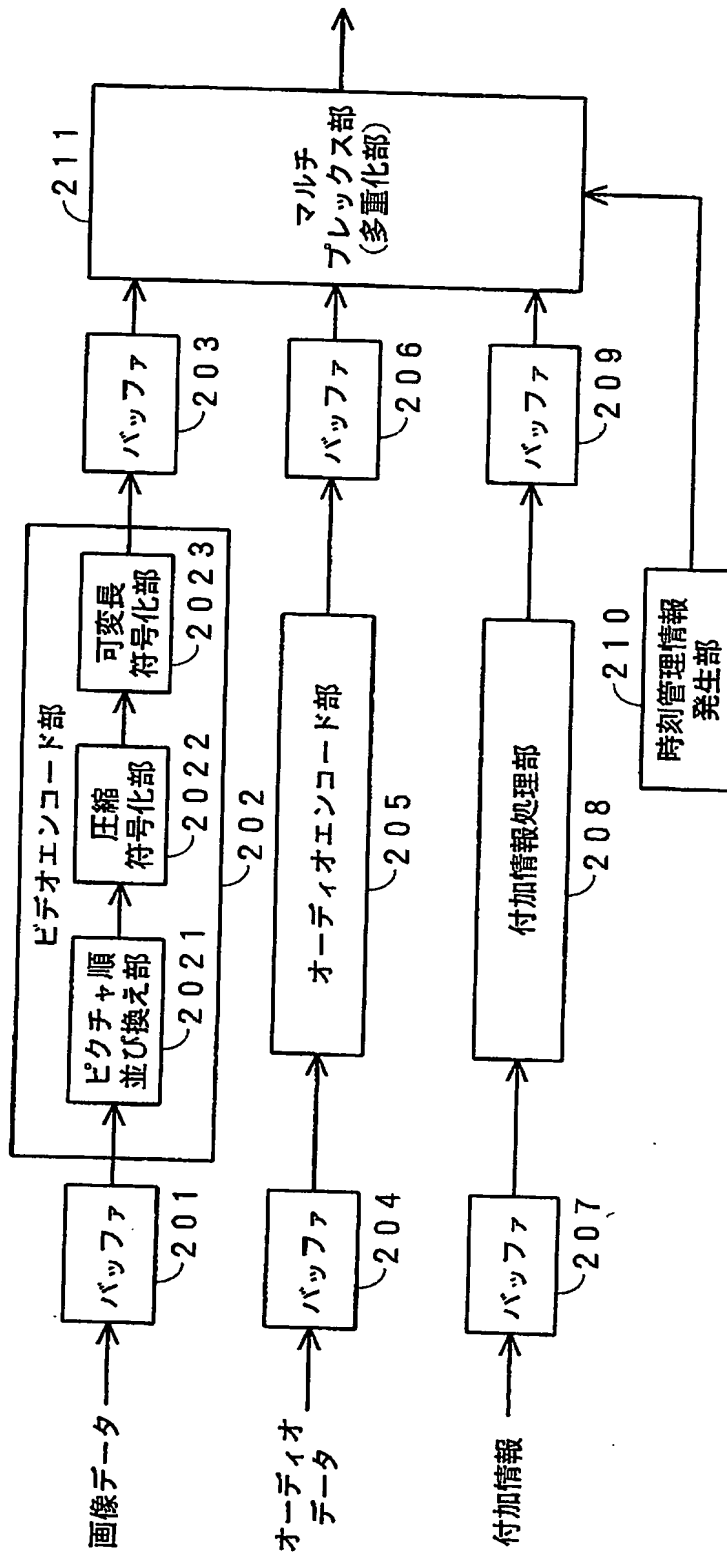 画像データ
バッファ
201
ビデオエンコード部
ピクチャ順
並び換え部
2021
圧縮
符号化部
2022
可変長
符号化部
2023
202
バッファ
203
オーディオ
データ
バッファ
204
オーディオエンコード部
205
バッファ
206
付加情報
バッファ
207
付加情報処理部
208
バッファ
209
時刻管理情報
発生部
210
マルチ
プレックス部
(多重化部)
211